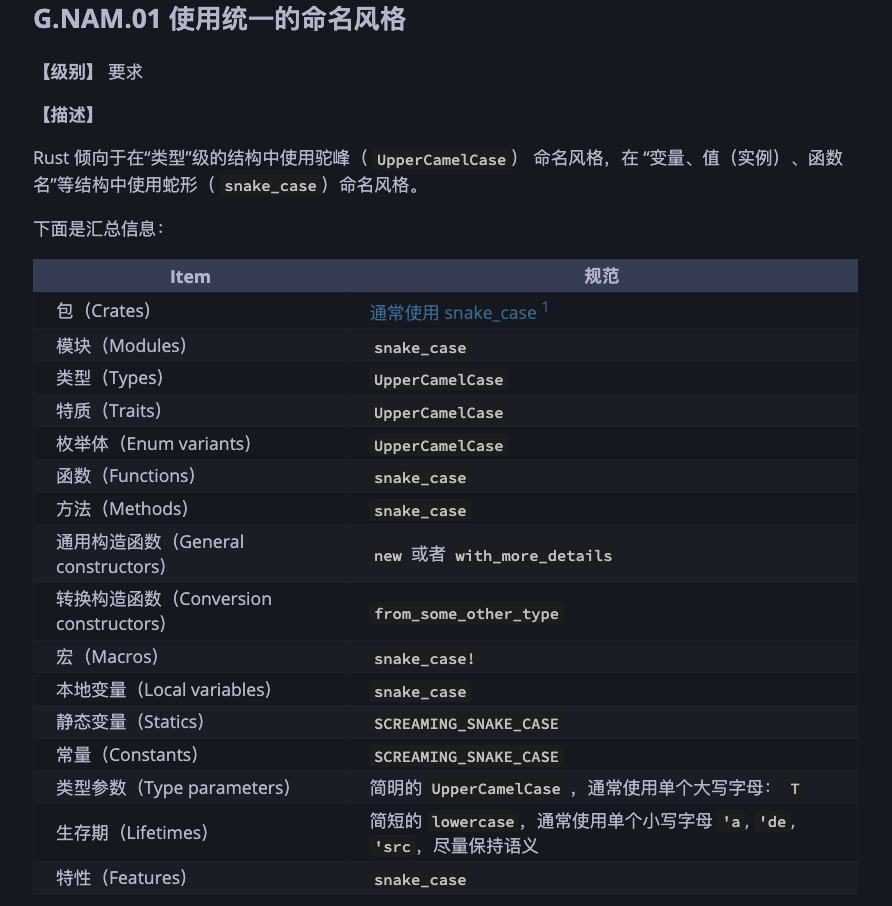 G.NAM.01 使用统一的命名风格
【级别】 要求
【描述】
Rust 倾向于在“类型”级的结构中使用驼峰（ UpperCamelCase ） 命名风格，在 “变量、值（实例）、函数
名”等结构中使用蛇形（ snake_case ）命名风格。
下面是汇总信息：
Item 规范
包（Crates） 通常使用 snake_case 1
模块（Modules） snake_case
类型（Types） UpperCamelCase
特质（Traits） UpperCamelCase
枚举体（Enum variants） UpperCamelCase
函数（Functions） snake_case
方法（Methods） snake_case
通用构造函数（General
constructors） new 或者 with_more_details
转换构造函数（Conversion
constructors） from_some_other_type
宏（Macros） snake_case!
本地变量（Local variables） snake_case
静态变量（Statics） SCREAMING_SNAKE_CASE
常量（Constants） SCREAMING_SNAKE_CASE
类型参数（Type parameters） 简明的 UpperCamelCase ，通常使用单个大写字母： T
生存期（Lifetimes） 简短的 lowercase，通常使用单个小写字母 'a, 'de,
'src，尽量保持语义
特性（Features） snake_case